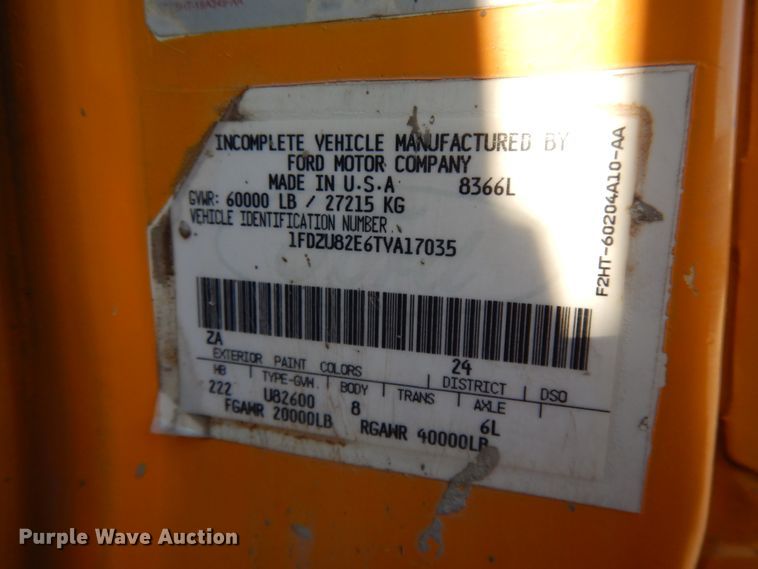 INCOMPLETE VEHICLE MANUFACTURED BY
FORD MOTOR COMPANY
MADE IN U.S.A 8366L
GVWR: 60000 LB / 27215 KG
VEHICLE IDENTIFICATION NUMBER
1FDZU82E6TVA17035
F2HT-60204A10-AA
ZA 24
EXTERIOR PAINT COLORS DISTRICT DSO
WB TYPE-GVW. BODY TRANS AXLE
222 U82600 8 6L
FGAWR 20000LB RGAWR 40000LB
Purple Wave Auction